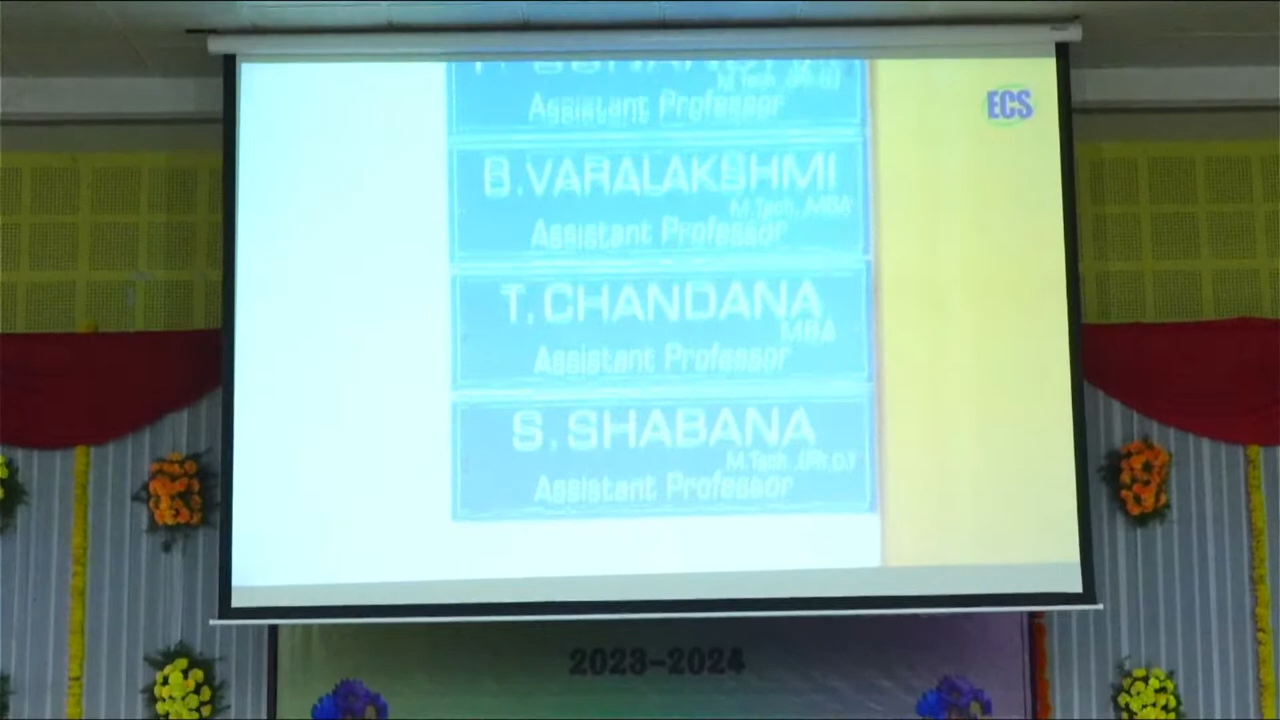 ECS
Assistant Professor
B.VARALAKSHMI
M.Tech, MBA
Assistant Professor
T.CHANDANA
MBA
Assistant Professor
S.SHABANA
M.Tech ,(Ph.D)
Assistant Professor
2023-2024